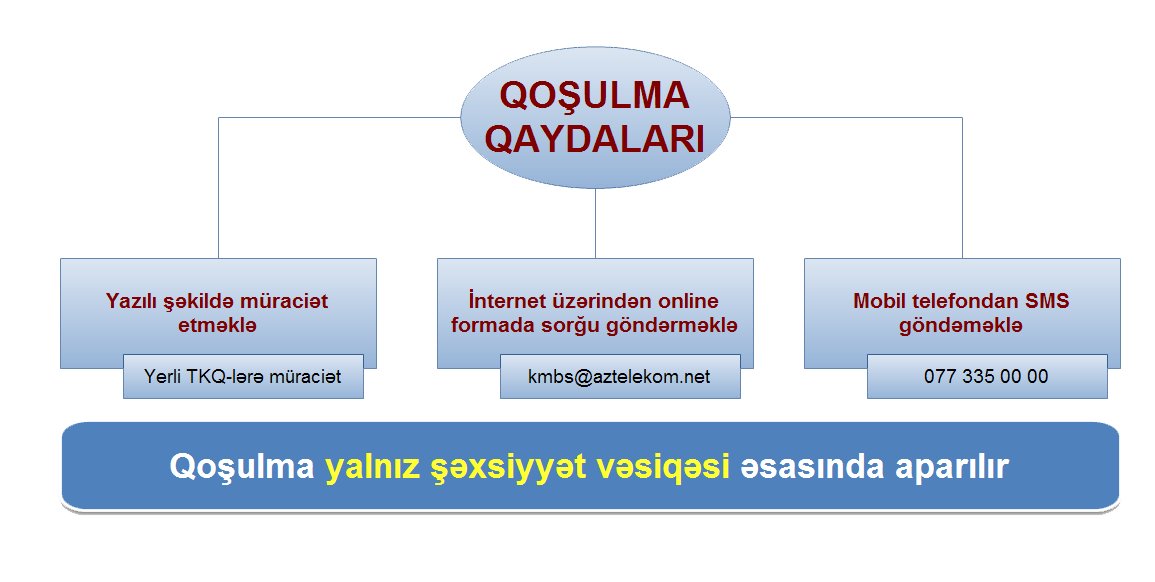 QOŞULMA
QAYDALARI
Yazılı şəkildə müraciət
etməklə
Yerli TKQ-lərə müraciət
İnternet üzərindən online
formada sorğu göndərməklə
kmbs@aztelekom.net
Mobil telefondan SMS
göndəməklə
077 335 00 00
Qoşulma yalnız şəxsiyyət vəsiqəsi əsasında aparılır